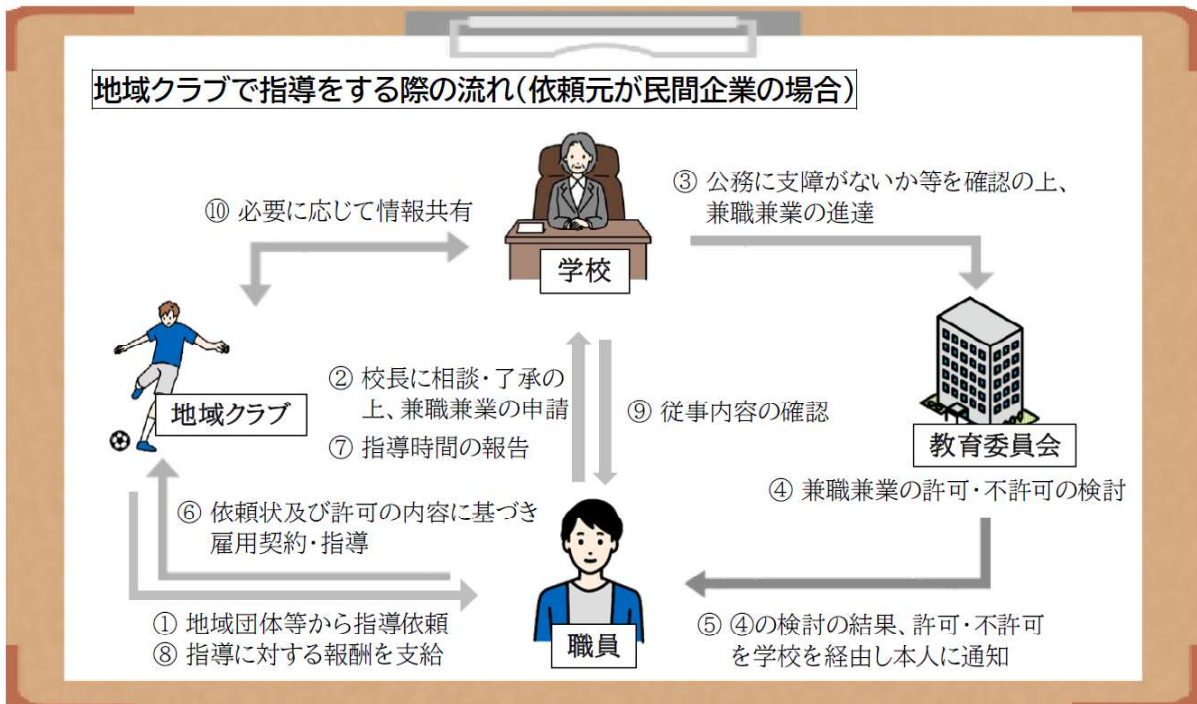 地域クラブで指導をする際の流れ(依頼元が民間企業の場合)
③ 公務に支障がないか等を確認の上、
兼職兼業の進達
⑩ 必要に応じて情報共有
学校
② 校長に相談・了承の
上、兼職兼業の申請
⑦ 指導時間の報告
⑨ 従事内容の確認
地域クラブ
教育委員会
④ 兼職兼業の許可・不許可の検討
⑥ 依頼状及び許可の内容に基づき
雇用契約・指導
① 地域団体等から指導依頼
⑧ 指導に対する報酬を支給
職員
⑤ ④の検討の結果、許可・不許可
を学校を経由し本人に通知